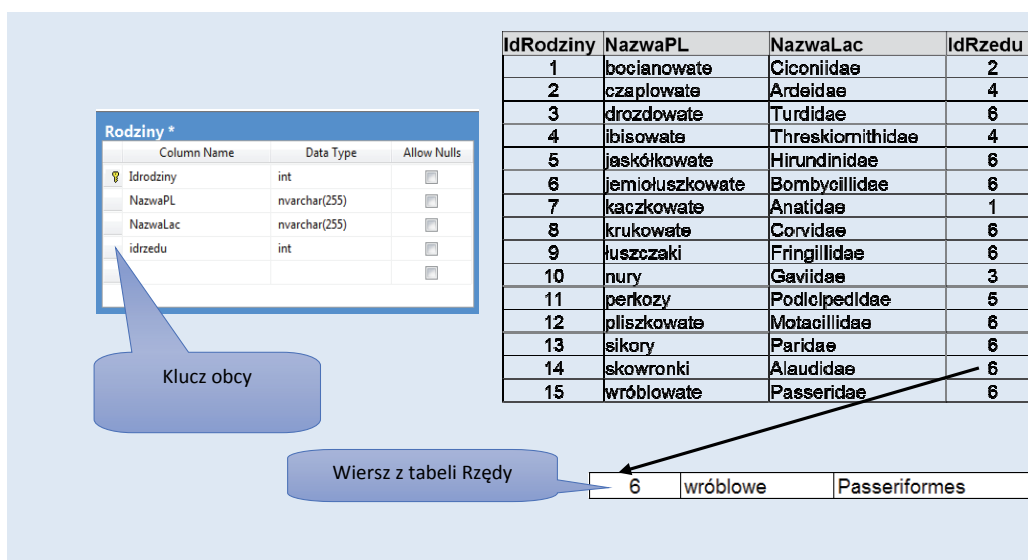 Rodziny *
Column Name Data Type Allow Nulls
Idrodziny int
NazwaPL nvarchar(255)
NazwaLac nvarchar(255)
idrzedu int
Klucz obcy
IdRodziny NazwaPL NazwaLac IdRzedu
1 bocianowate Ciconiidae 2
2 czaplowate Ardeidae 4
3 drozdowate Turdidae 6
4 ibisowate Threskiornithidae 4
5 jaskółkowate Hirundinidae 6
6 jemiołuszkowate Bombycillidae 6
7 kaczkowate Anatidae 1
8 krukowate Corvidae 6
9 łuszczaki Fringillidae 6
10 nury Gaviidae 3
11 perkozy Podicipedidae 5
12 pliszkowate Motacillidae 6
13 sikory Paridae 6
14 skowronki Alaudidae 6
15 wróblowate Passeridae 6
Wiersz z tabeli Rzędy
6 wróblowe Passeriformes